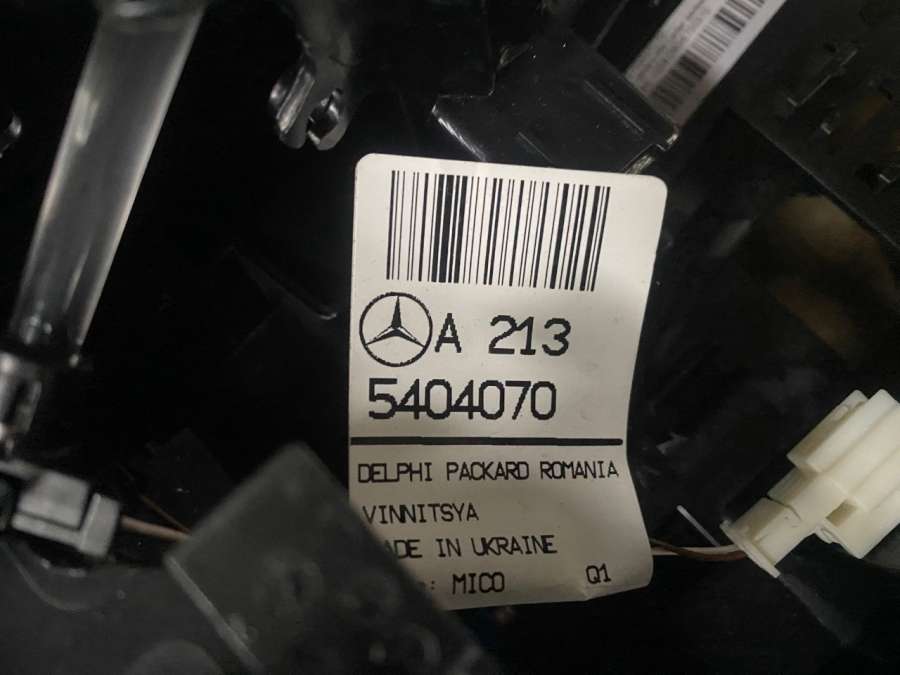 A 213
5404070
DELPHI PACKARD ROMANIA
VINNITSYA
ADE IN UKRAINE
: MICO Q1